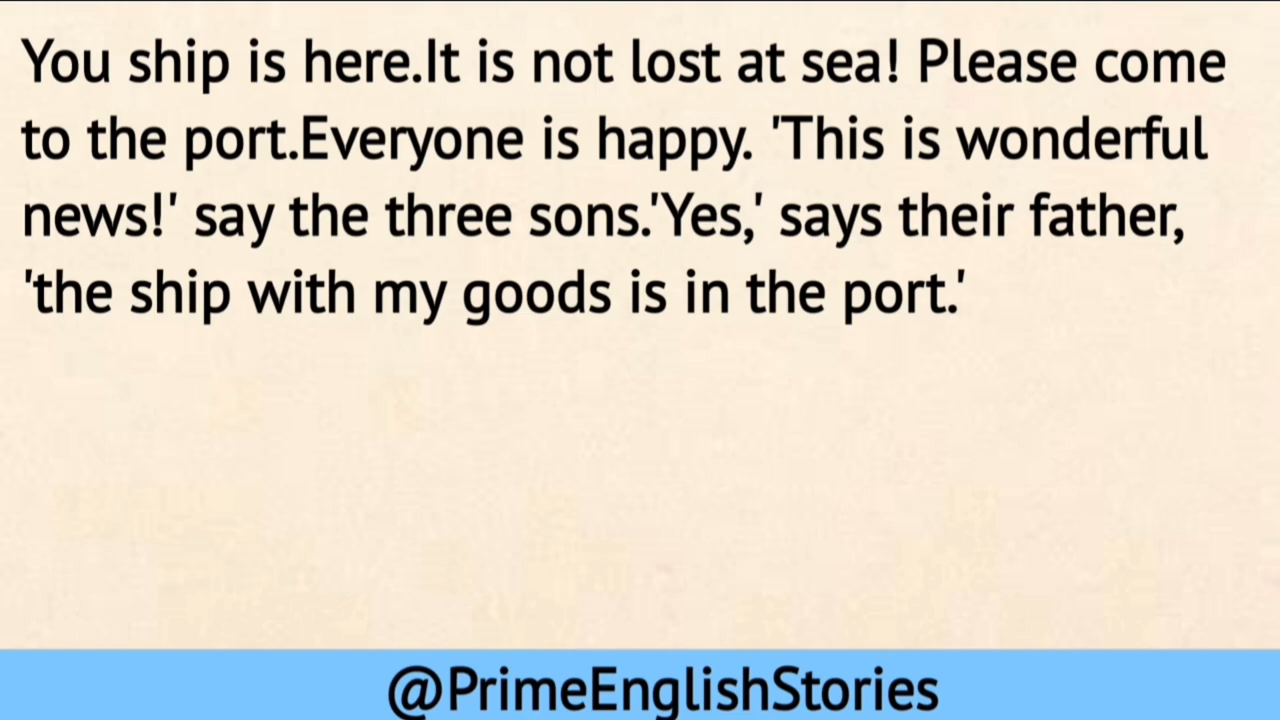 You ship is here.It is not lost at sea! Please come
to the port.Everyone is happy. 'This is wonderful
news!' say the three sons.'Yes,' says their father,
'the ship with my goods is in the port.'
@PrimeEnglishStories